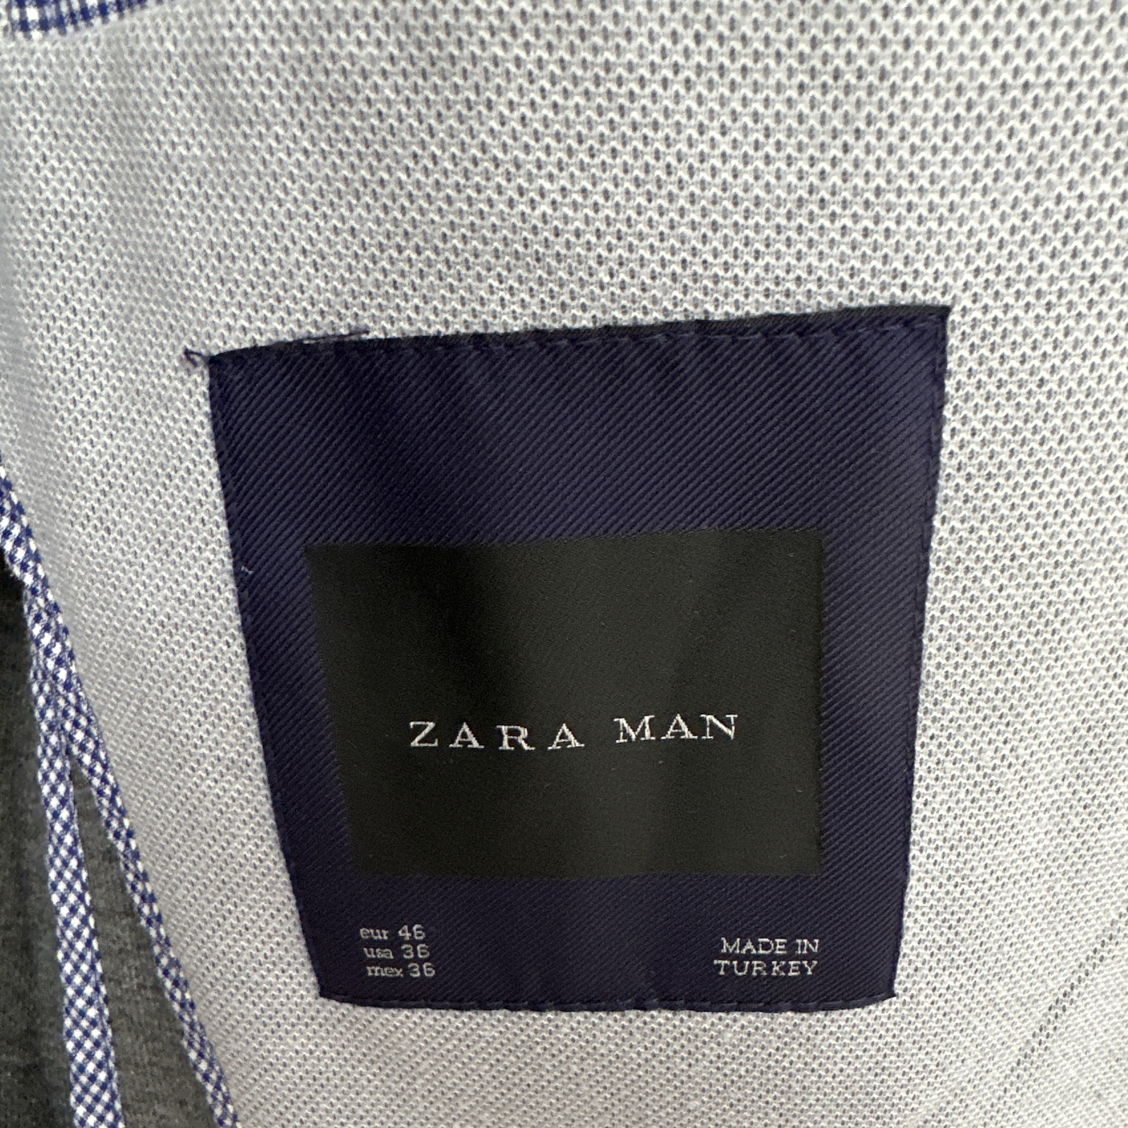 ZARA MAN
eur 46
usa 36
mex 36
MADE IN
TURKEY